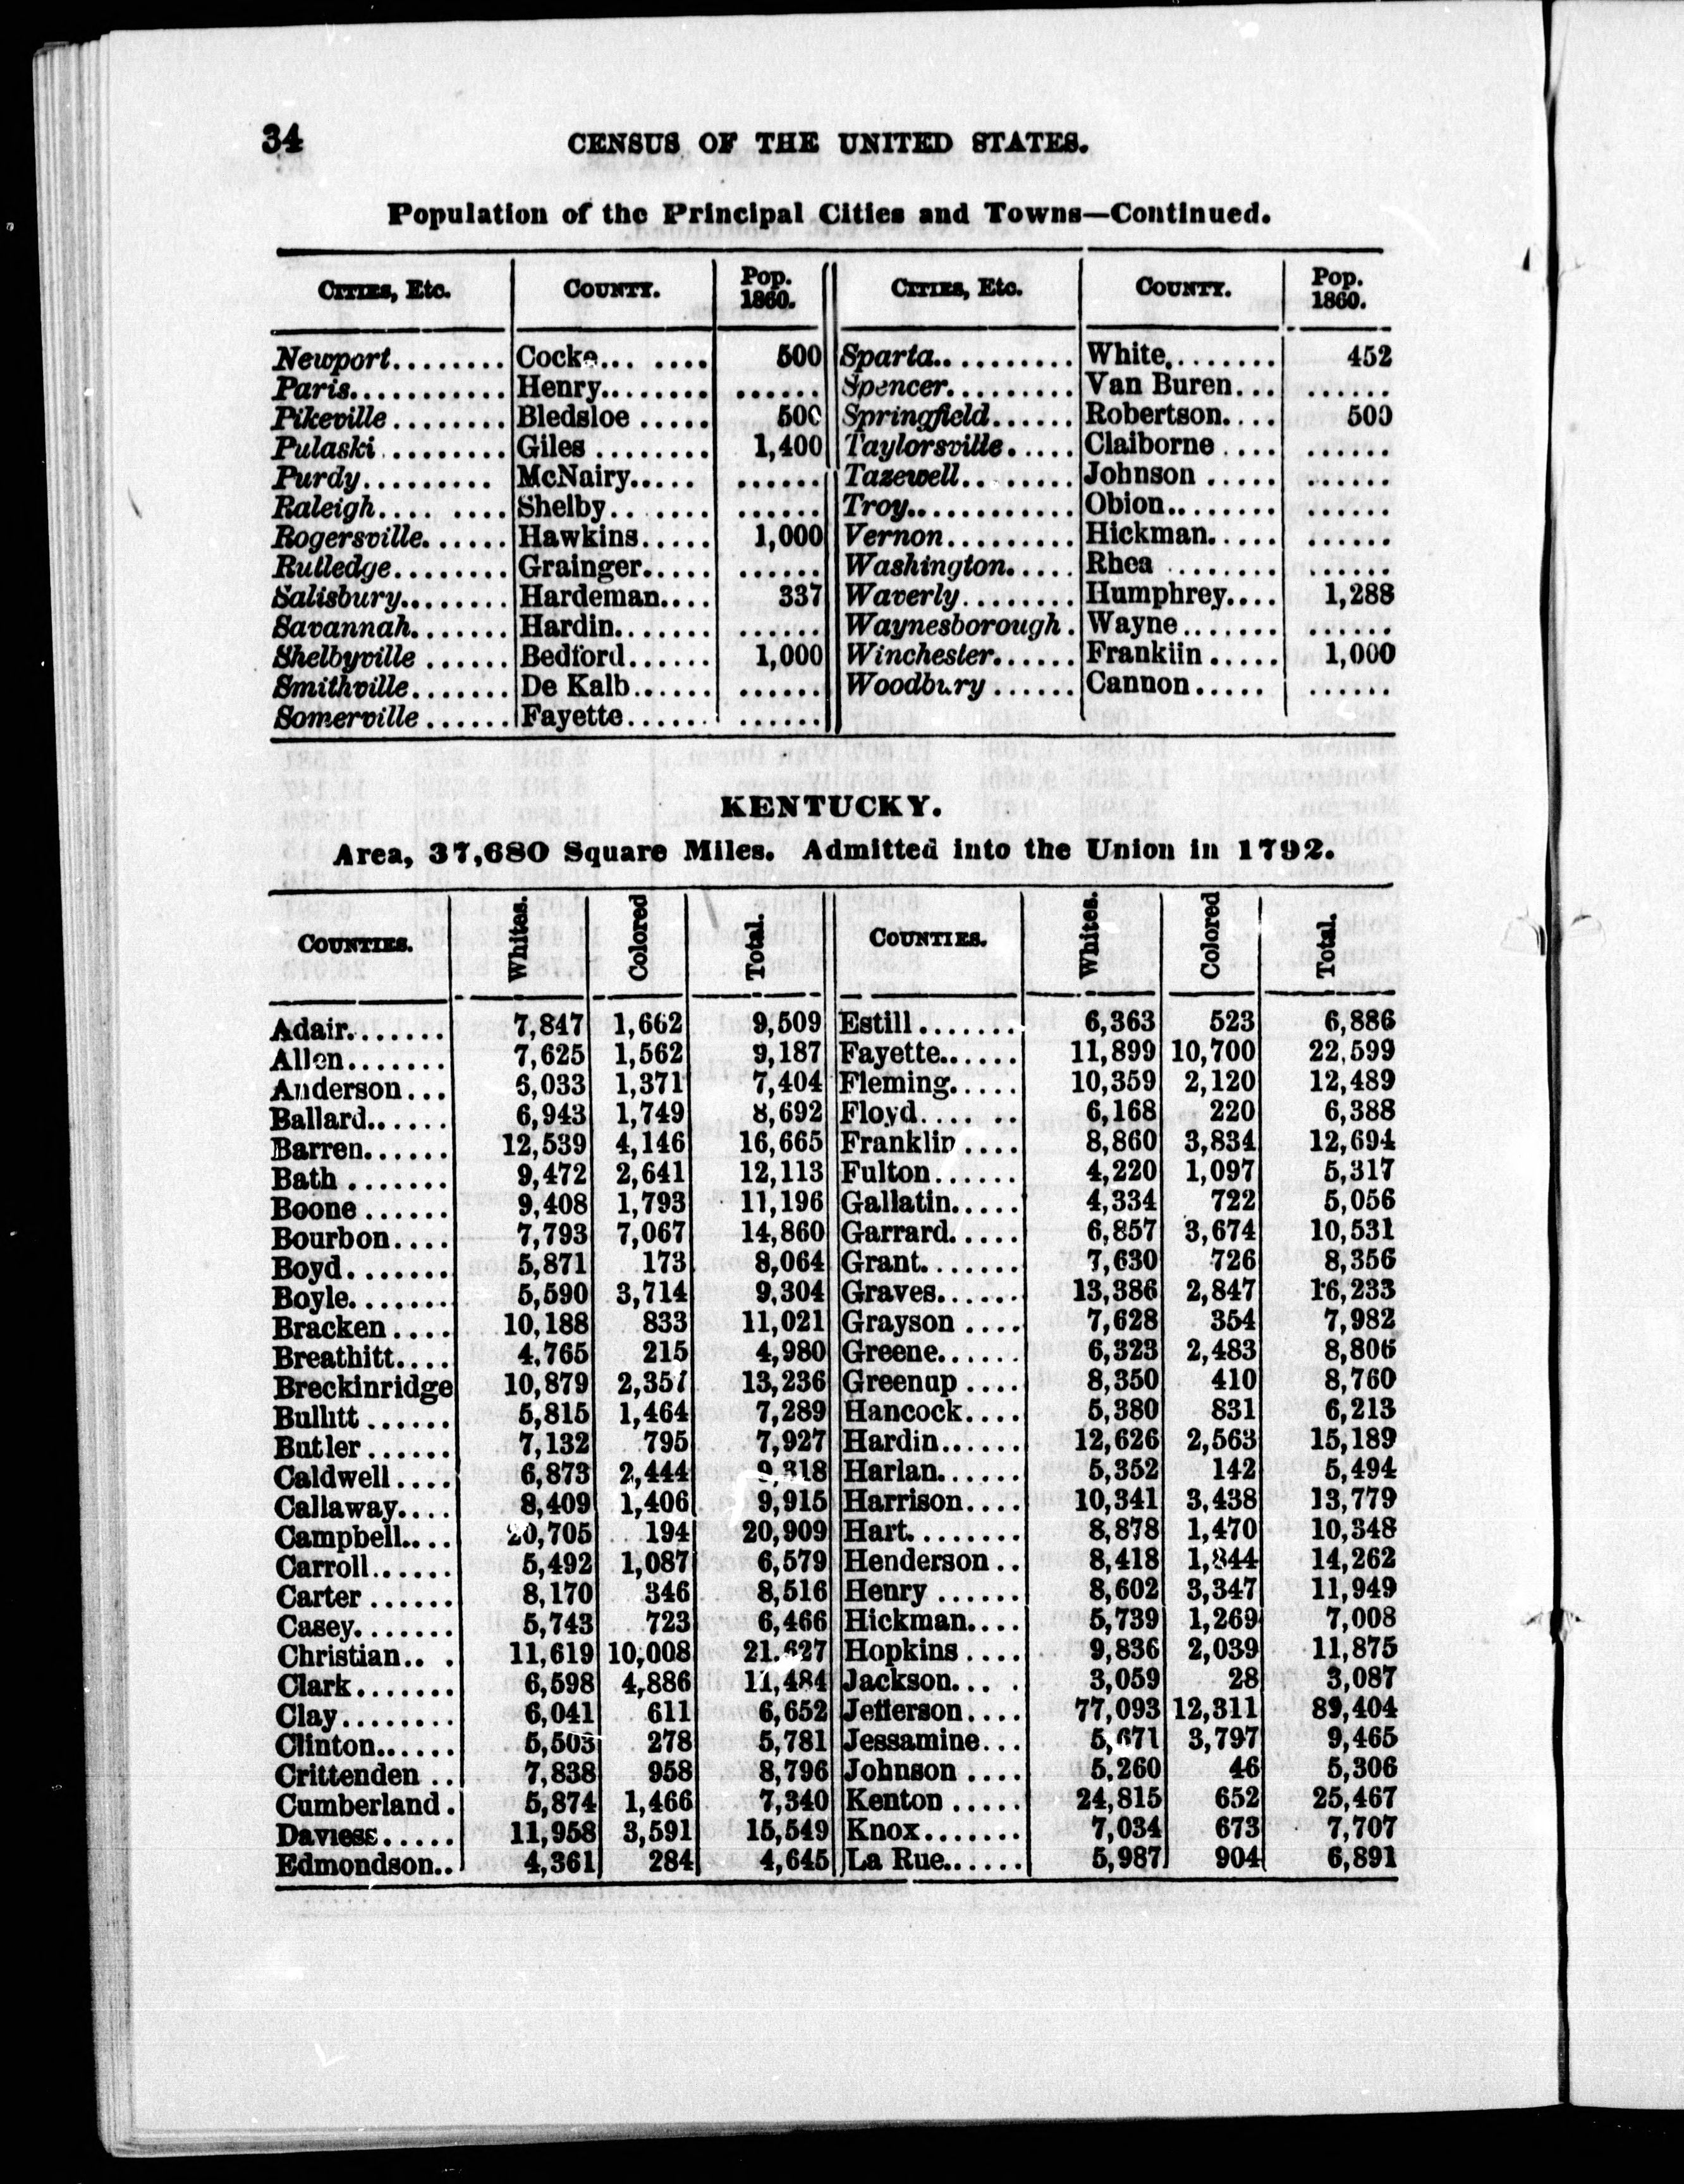 34
CENSUS OF THE UNITED STATES.
Population of the Principal Cities and Towns—Continued.
CITIES, Etc. COUNTY. Pop. 1860. CITIES, Etc. COUNTY. Pop. 1860.
Newport........ Cocke... .... 500 Sparta.......... White........ 452
Paris........... Henry........ ...... Spencer......... Van Buren... ......
Pikeville ........ Bledsloe ..... 500 Springfield...... Robertson.... 500
Pulaski ......... Giles ........ 1,400 Taylorsville..... Claiborne .... ......
Purdy......... McNairy..... ...... Tazewell........ Johnson ..... ......
Raleigh.... .... Shelby....... ...... Troy............ Obion........ ......
Rogersville...... Hawkins..... 1,000 Vernon......... Hickman..... ......
Rutledge........ Grainger..... ...... Washington..... Rhea ........ ......
Salisbury........ Hardeman.... 337 Waverly........ Humphrey.... 1,288
Savannah....... Hardin....... ...... Waynesborough. Wayne....... ......
Shelbyville ...... Bedford...... 1,000 Winchester...... Franklin ..... 1,000
Smithville....... De Kalb...... ...... Woodbury ...... Cannon..... ......
Somerville ...... Fayette...... ......
KENTUCKY.
Area, 37,680 Square Miles. Admitted into the Union in 1792.
COUNTIES. Whites. Colored Total. COUNTIES. Whites. Colored Total.
Adair....... 7,847 1,662 9,509 Estill ....... 6,363 523 6,886
Allen....... 7,625 1,562 9,187 Fayette...... 11,899 10,700 22,599
Anderson... 6,033 1,371 7,404 Fleming..... 10,359 2,120 12,489
Ballard...... 6,943 1,749 8,692 Floyd.... .. 6,168 220 6,388
Barren...... 12,539 4,146 16,665 Franklin .... 8,860 3,834 12,694
Bath ....... 9,472 2,641 12,113 Fulton...... 4,220 1,097 5,317
Boone ...... 9,408 1,793 11,196 Gallatin..... 4,334 722 5,056
Bourbon.... 7,793 7,067 14,860 Garrard..... 6,857 3,674 10,531
Boyd....... 5,871 173 8,064 Grant....... 7,630 726 8,356
Boyle....... 5,590 3,714 9,304 Graves...... 13,386 2,847 16,233
Bracken .... 10,188 833 11,021 Grayson .... 7,628 354 7,982
Breathitt.... 4,765 215 4,980 Greene...... 6,323 2,483 8,806
Breckinridge 10,879 2,357 13,236 Greenup .... 8,350 410 8,760
Bullitt ...... 5,815 1,464 7,289 Hancock.... 5,380 831 6,213
Butler ...... 7,132 795 7,927 Hardin...... 12,626 2,563 15,189
Caldwell.... 6,873 2,444 9,318 Harlan...... 5,352 142 5,494
Callaway.... 8,409 1,406 9,915 Harrison.... 10,341 3,438 13,779
Campbell.... 20,705 194 20,909 Hart........ 8,878 1,470 10,348
Carroll...... 5,492 1,087 6,579 Henderson .. 8,418 1,844 14,262
Carter ...... 8,170 346 8,516 Henry ...... 8,602 3,347 11,949
Casey....... 5,743 723 6,466 Hickman.... 5,739 1,269 7,008
Christian.. . 11,619 10,008 21,627 Hopkins .... 9,836 2,039 11,875
Clark....... 6,598 4,886 11,484 Jackson... . 3,059 28 3,087
Clay........ 6,041 611 6,652 Jefferson.... 77,093 12,311 89,404
Clinton...... 5,503 278 5,781 Jessamine... 5,671 3,797 9,465
Crittenden .. 7,838 958 8,796 Johnson .... 5,260 46 5,306
Cumberland. 5,874 1,466 7,340 Kenton ..... 24,815 652 25,467
Daviess..... 11,958 3,591 15,549 Knox....... 7,034 673 7,707
Edmondson.. 4,361 284 4,645 La Rue...... 5,987 904 6,891